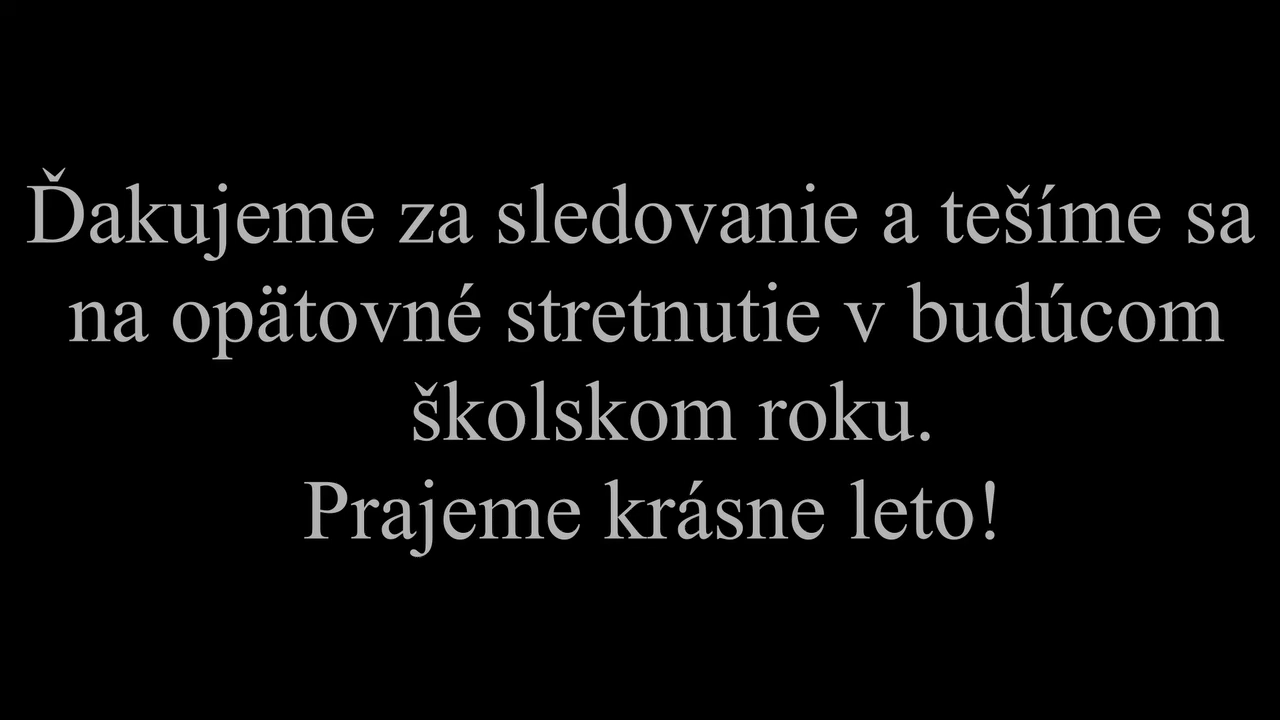 Ďakujeme za sledovanie a tešíme sa
na opätovné stretnutie v budúcom
školskom roku.
Prajeme krásne leto!